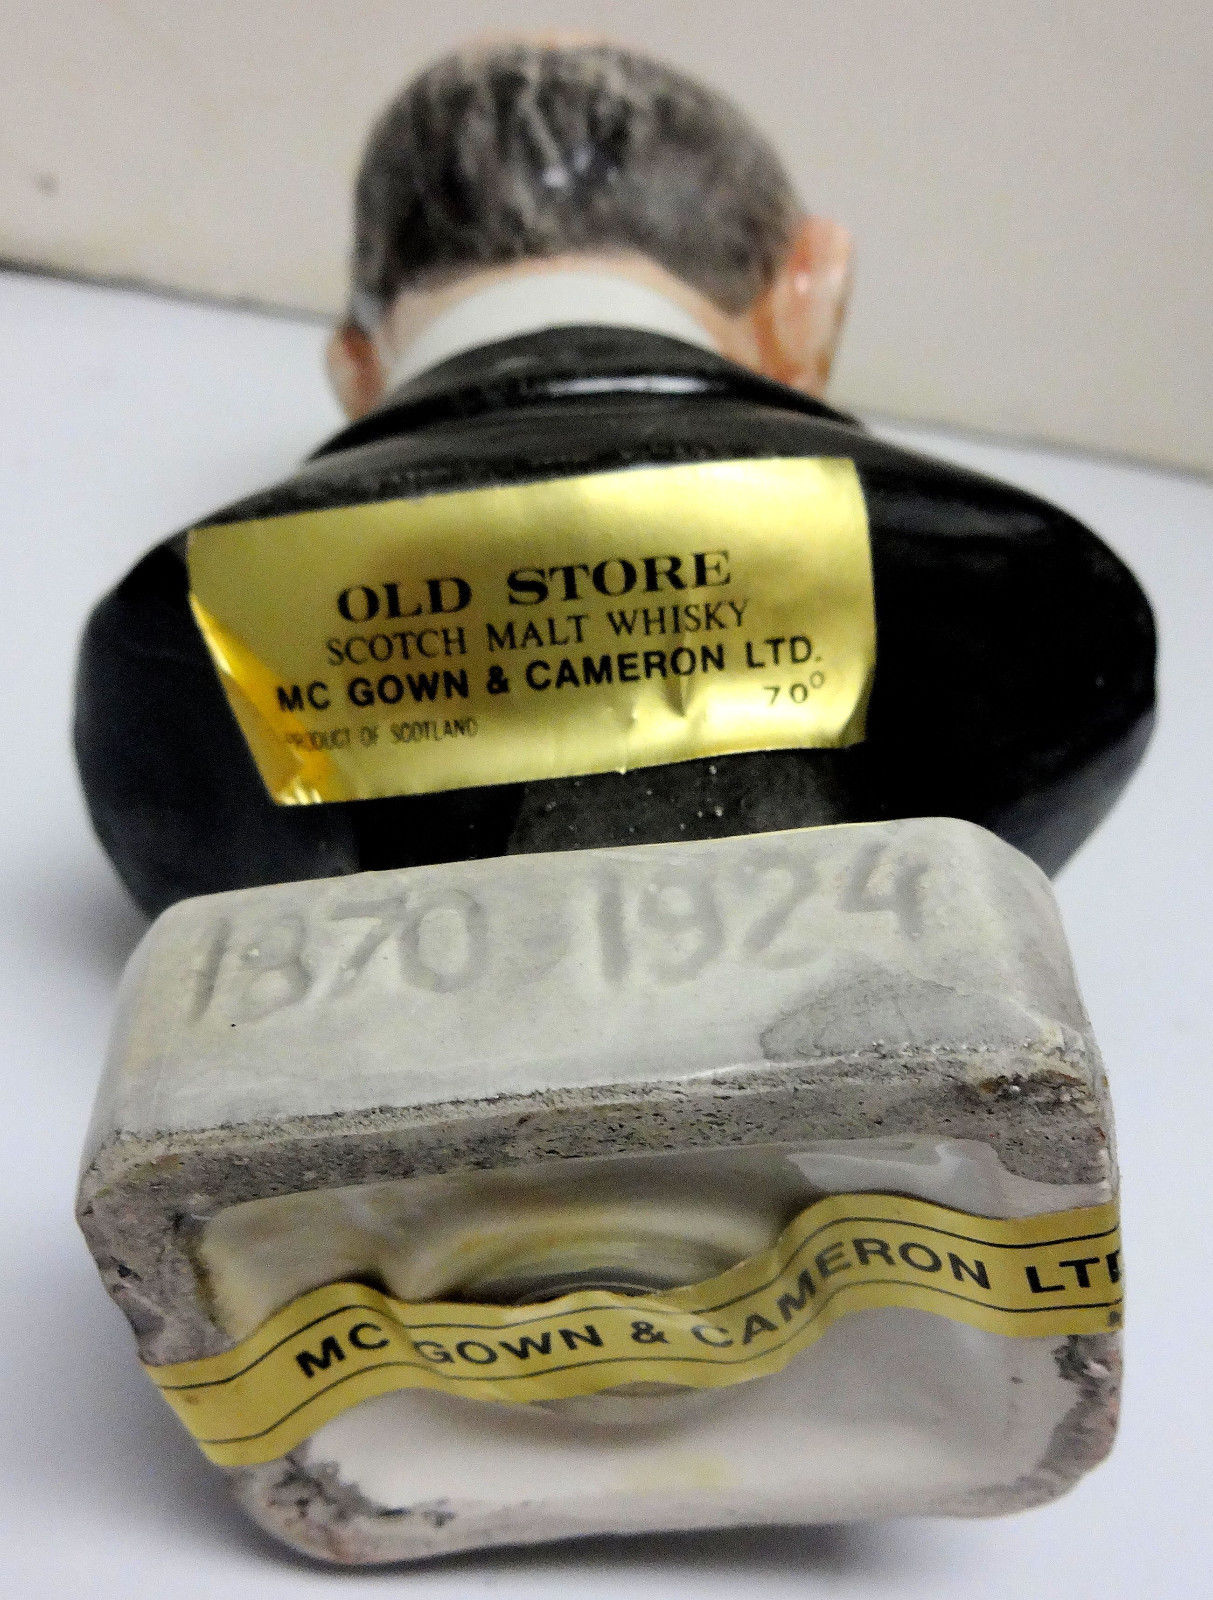 OLD STORE
SCOTCH MALT WHISKY
MC GOWN & CAMERON LTD.
70°
PRODUCT OF SCOTLAND
1870 1924
MC GOWN & CAMERON LTD